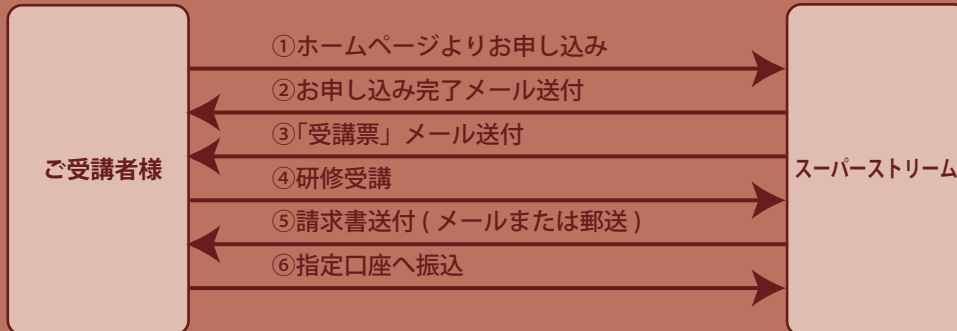 ①ホームページよりお申し込み
②お申し込み完了メール送付
③「受講票」メール送付
ご受講者様
スーパーストリーム
④研修受講
⑤請求書送付 ( メールまたは郵送 )
⑥指定口座へ振込